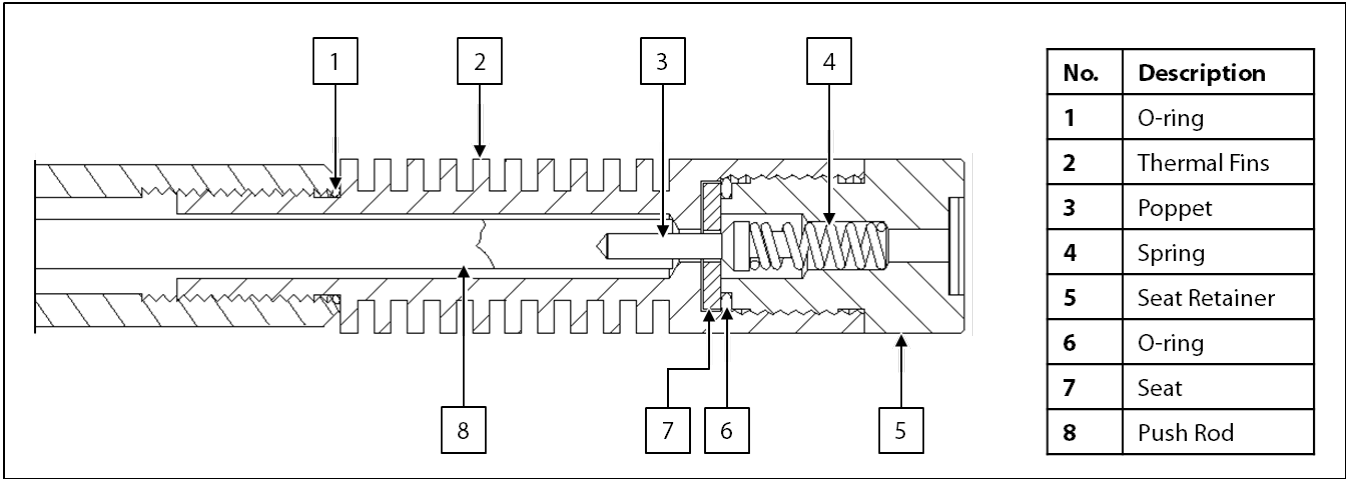 1
2
3
4
8
7
6
5
No. Description
1 O-ring
2 Thermal Fins
3 Poppet
4 Spring
5 Seat Retainer
6 O-ring
7 Seat
8 Push Rod